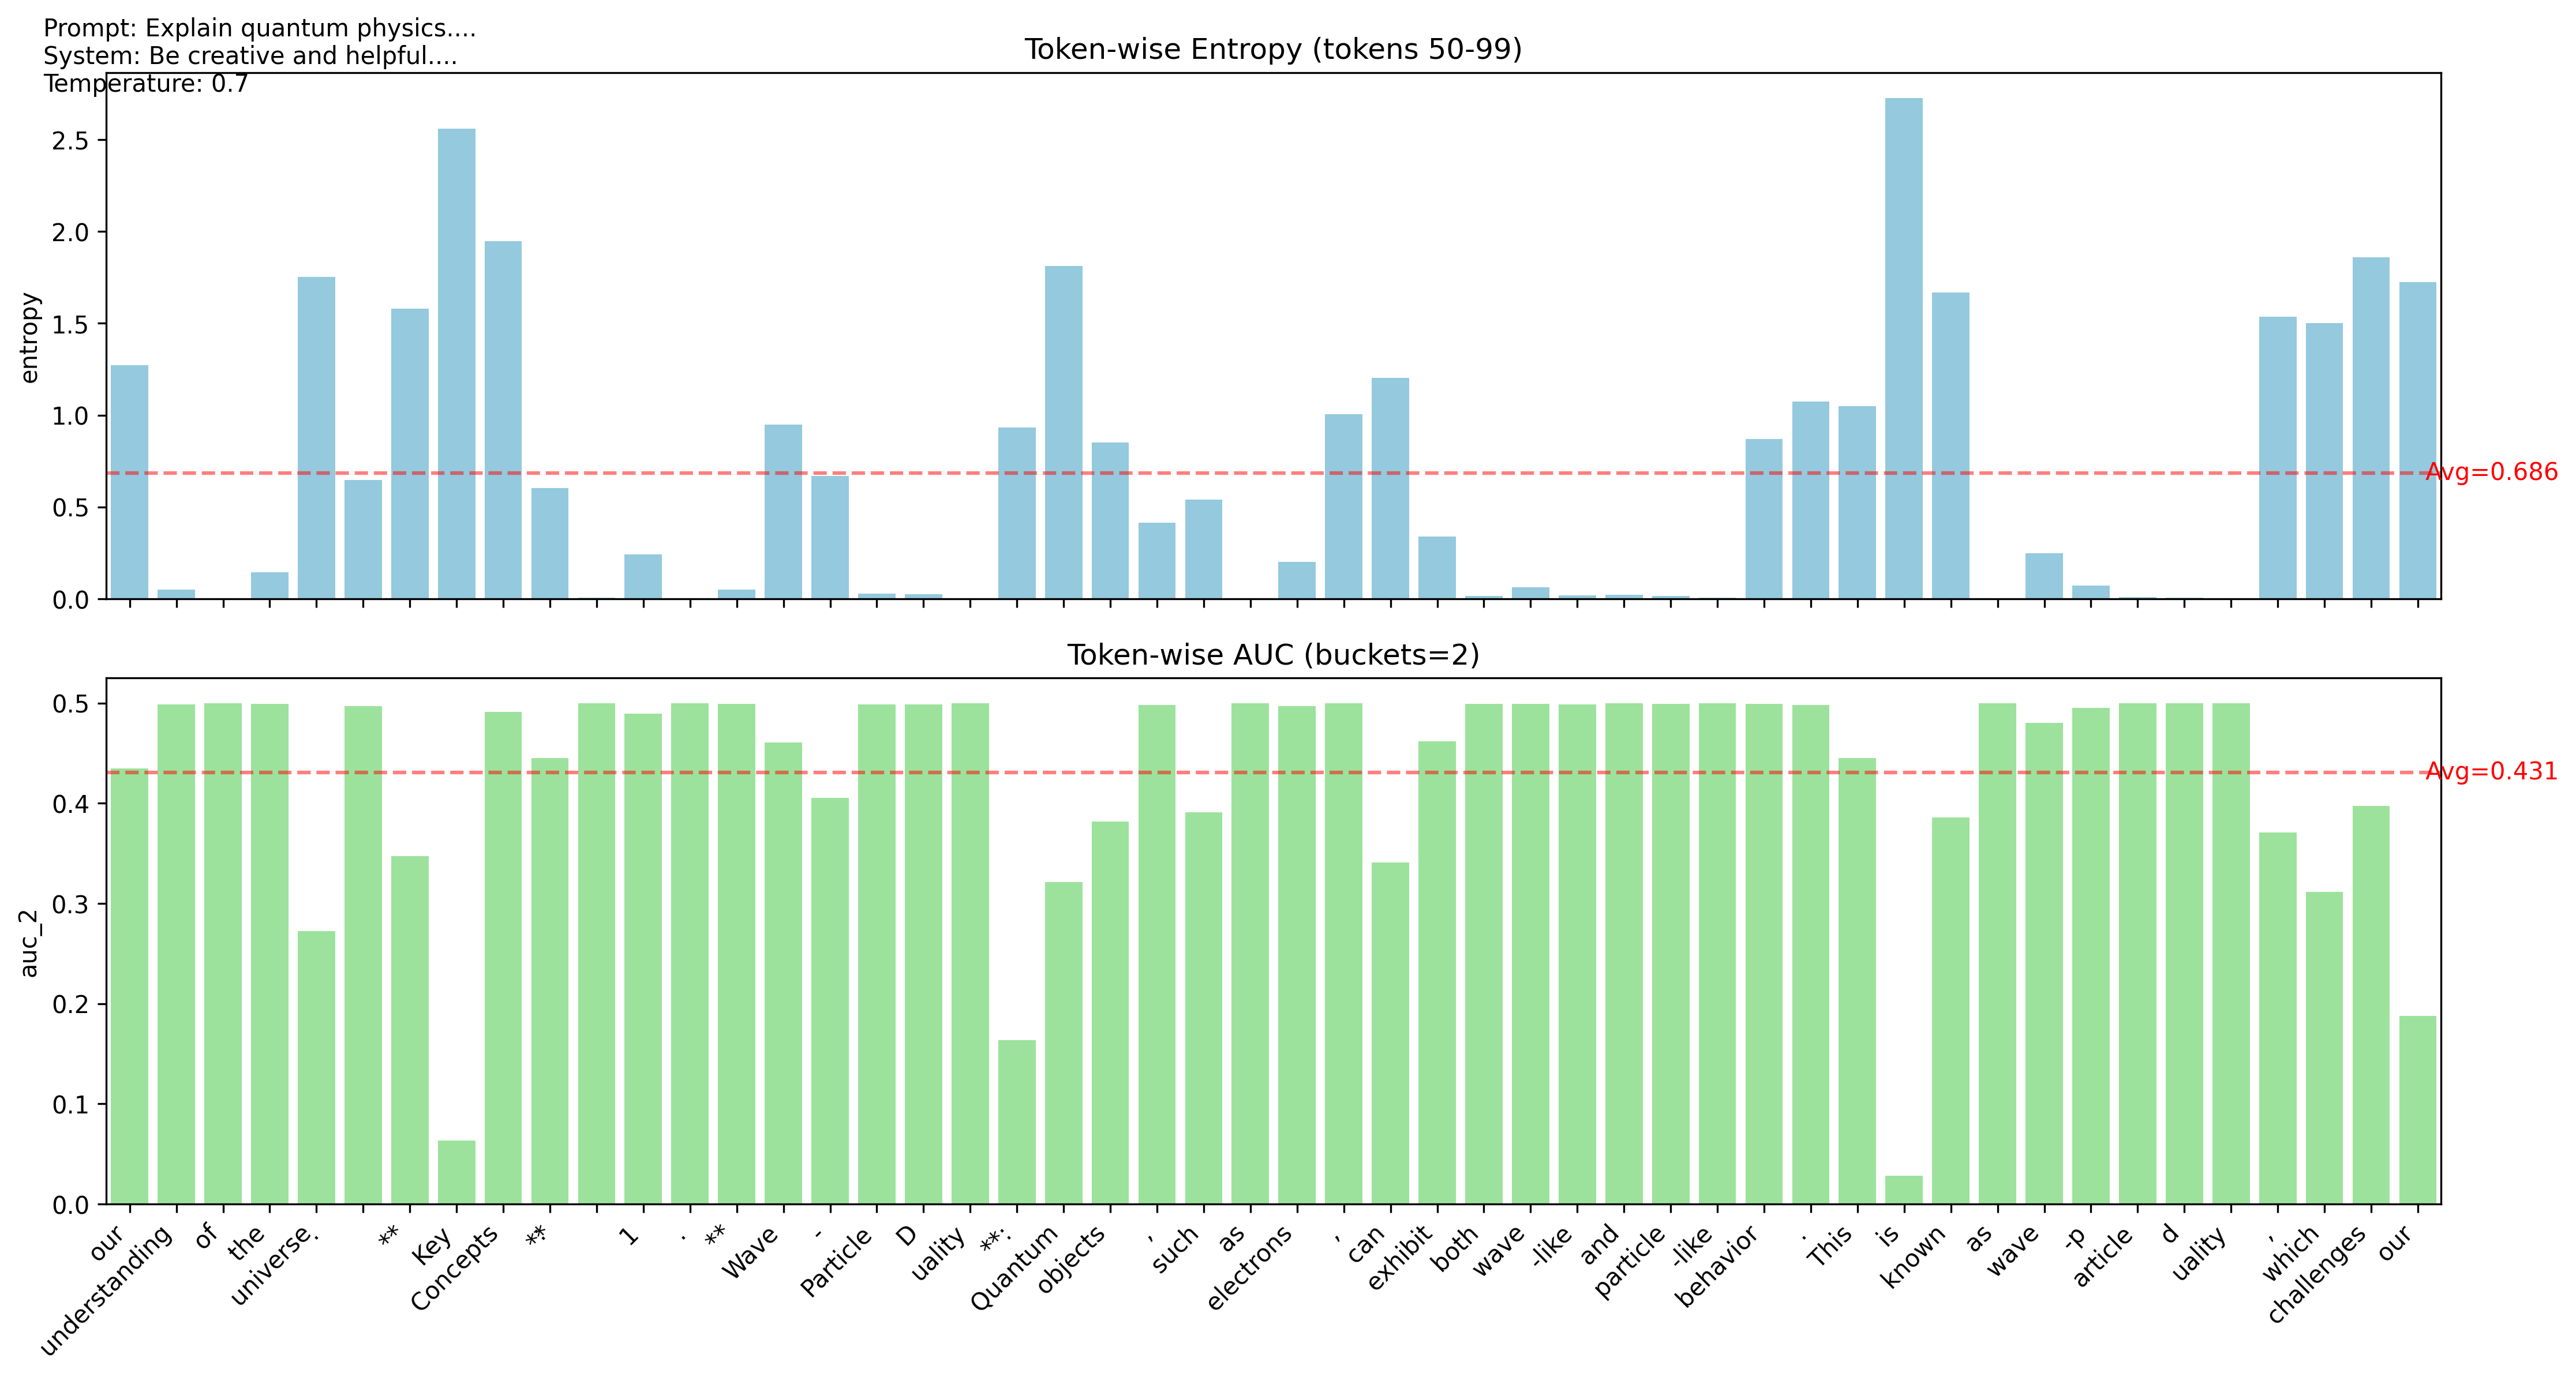 Prompt: Explain quantum physics....
System: Be creative and helpful....
Temperature: 0.7
Token-wise Entropy (tokens 50-99)
entropy
2.5
2.0
1.5
1.0
0.5
0.0
Avg=0.686
Token-wise AUC (buckets=2)
auc_2
0.5
0.4
0.3
0.2
0.1
0.0
Avg=0.431
our
understanding
of
the
universe
.
**
Key
Concepts
**
:
1
.
**
Wave
-
Particle
D
uality
**:
Quantum
objects
,
such
as
electrons
,
can
exhibit
both
wave
-like
and
particle
-like
behavior
.
This
is
known
as
wave
-p
article
d
uality
,
which
challenges
our